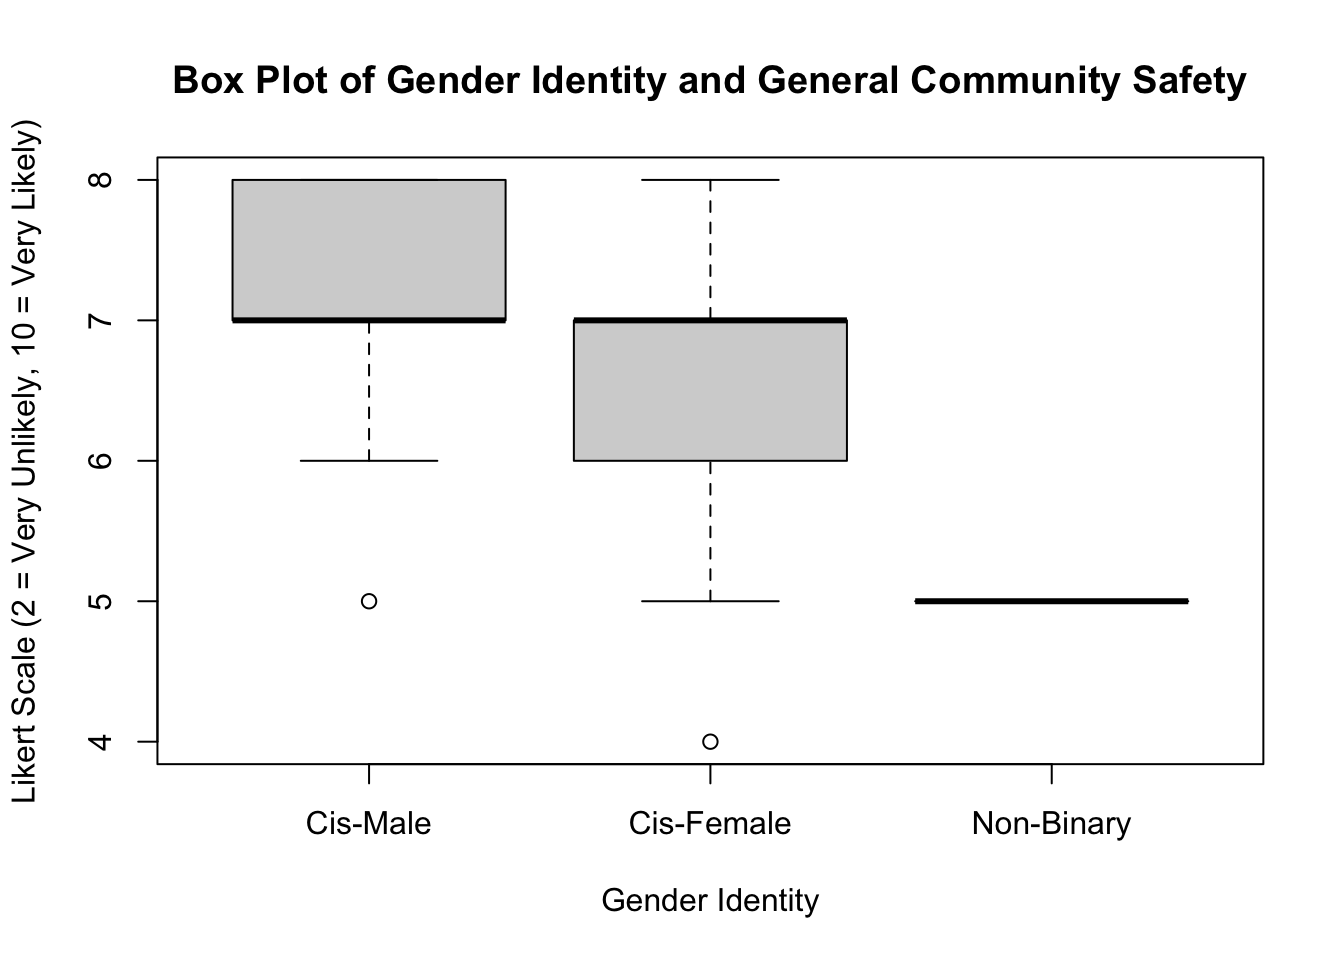 Box Plot of Gender Identity and General Community Safety
Likert Scale (2 = Very Unlikely, 10 = Very Likely)
8
7
6
5
4
Cis-Male
Cis-Female
Non-Binary
Gender Identity